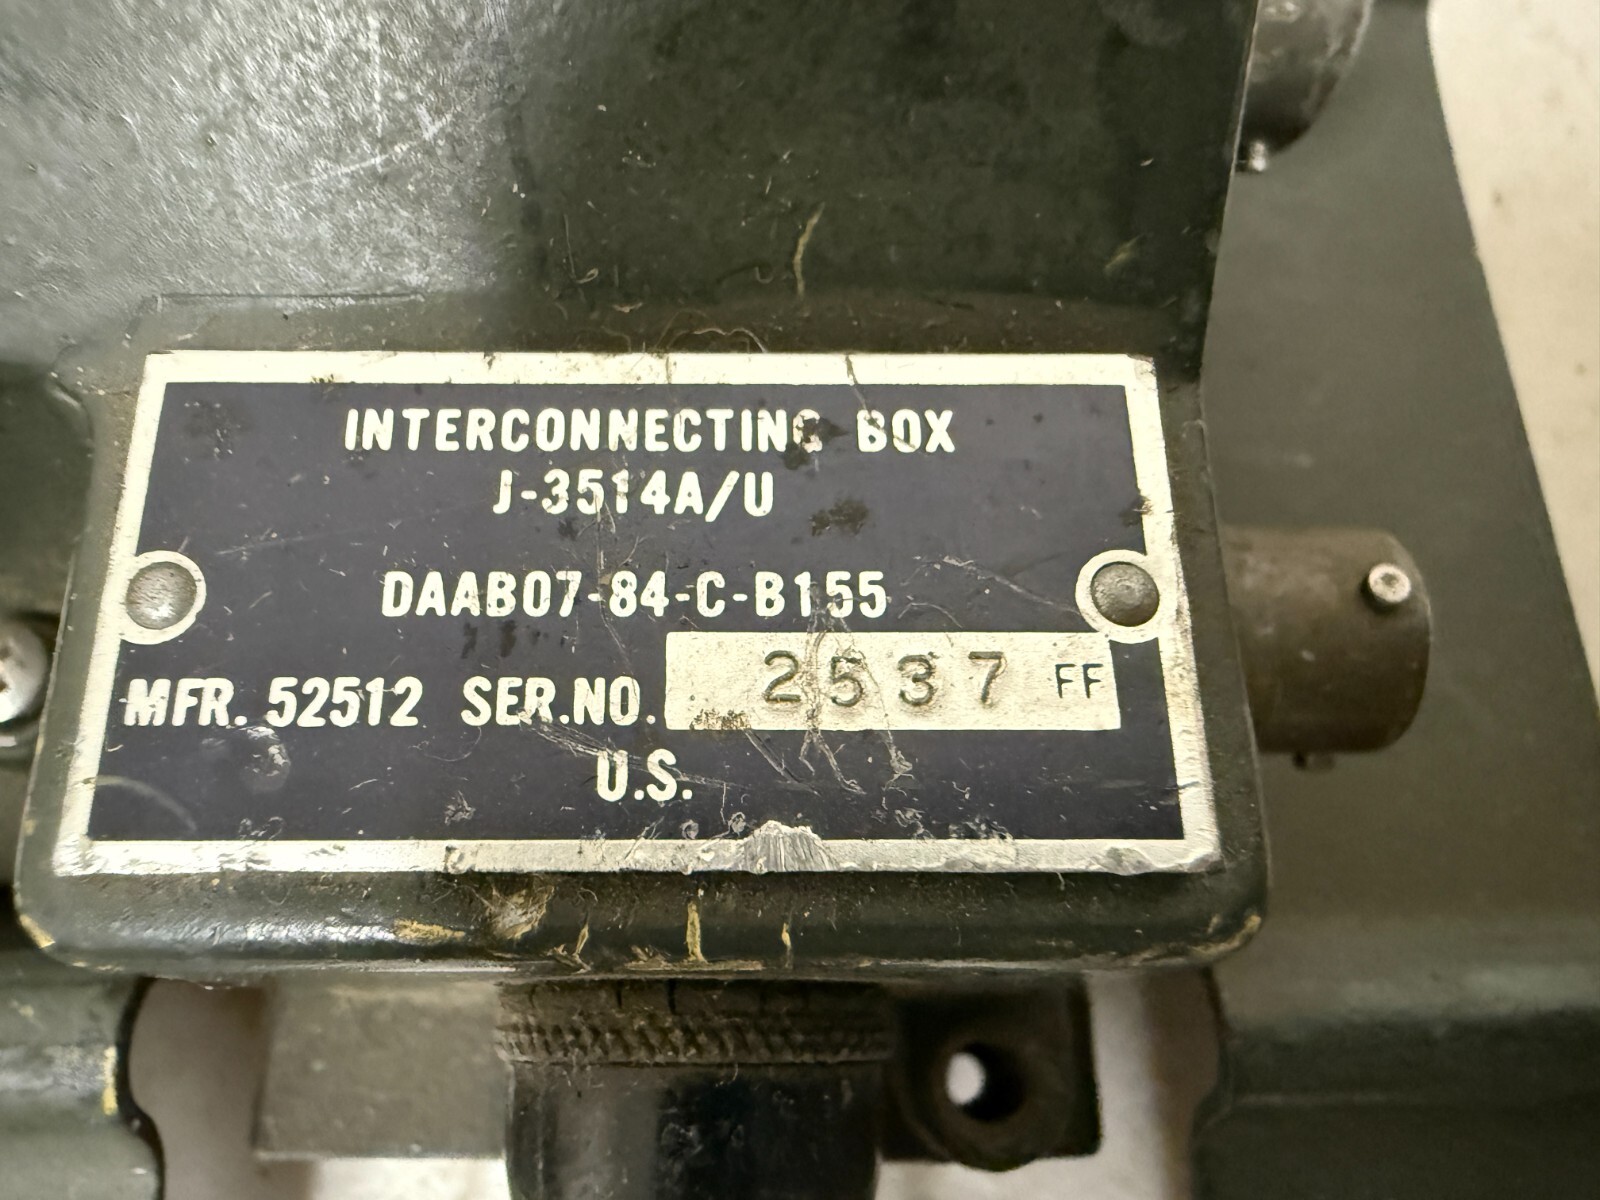 INTERCONNECTING BOX
J-3514A/U
DAAB07-84-C-B155
MFR. 52512 SER.NO. 2537 FF
U.S.